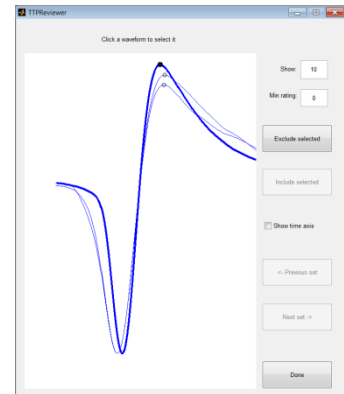 TTPReviewer
Click a waveform to select it
Show: 10
Min rating: 0
Exclude selected
Include selected
Show time axis
<- Previous set
Next set ->
Done